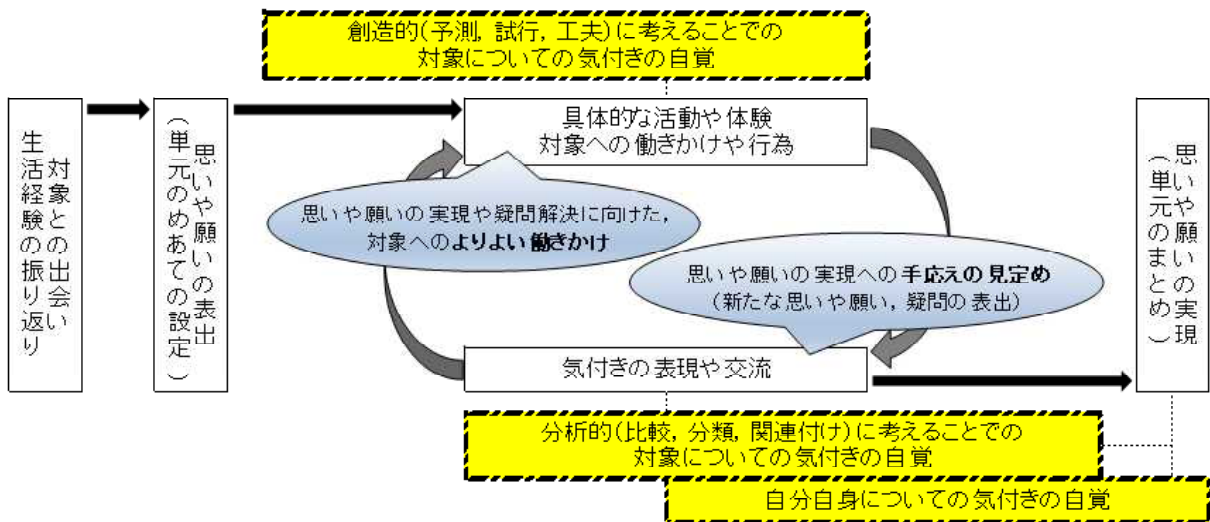 創造的(予測, 試行, 工夫)に考えることでの
対象についての気付きの自覚
対象との出会い
生活経験の振り返り
思いや願いの表出
(単元のめあての設定)
具体的な活動や体験
対象への働きかけや行為
思いや願いの実現や疑問解決に向けた,
対象へのよりよい働きかけ
思いや願いの実現への手応えの見定め
(新たな思いや願い, 疑問の表出)
気付きの表現や交流
思いや願いの実現
(単元のまとめ)
分析的(比較, 分類, 関連付け)に考えることでの
対象についての気付きの自覚
自分自身についての気付きの自覚